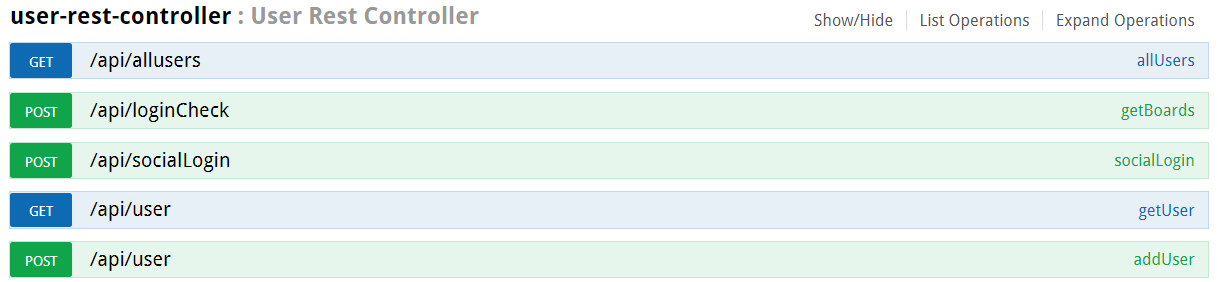 user-rest-controller : User Rest Controller Show/Hide List Operations Expand Operations
GET /api/allusers allUsers
POST /api/loginCheck getBoards
POST /api/socialLogin socialLogin
GET /api/user getUser
POST /api/user addUser